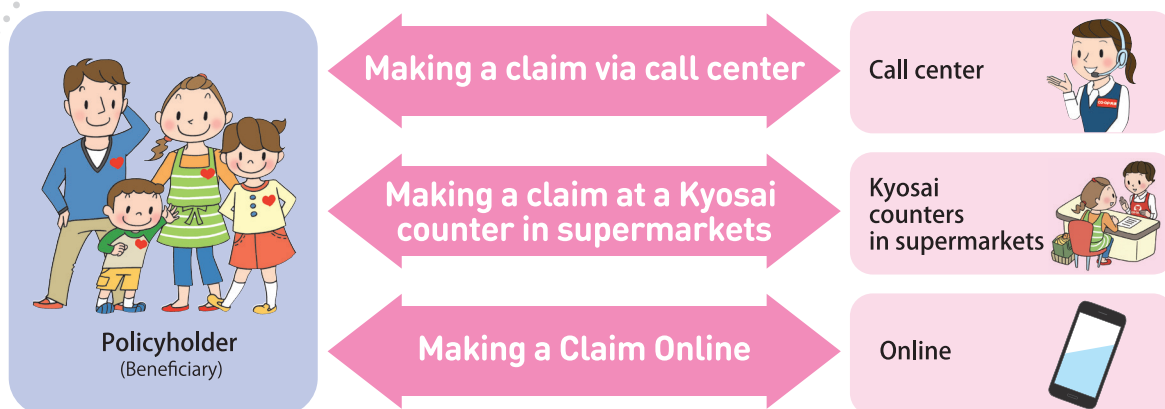 Policyholder
(Beneficiary)
Making a claim via call center
Call center
Making a claim at a Kyosai
counter in supermarkets
Kyosai
counters
in supermarkets
Making a Claim Online
Online